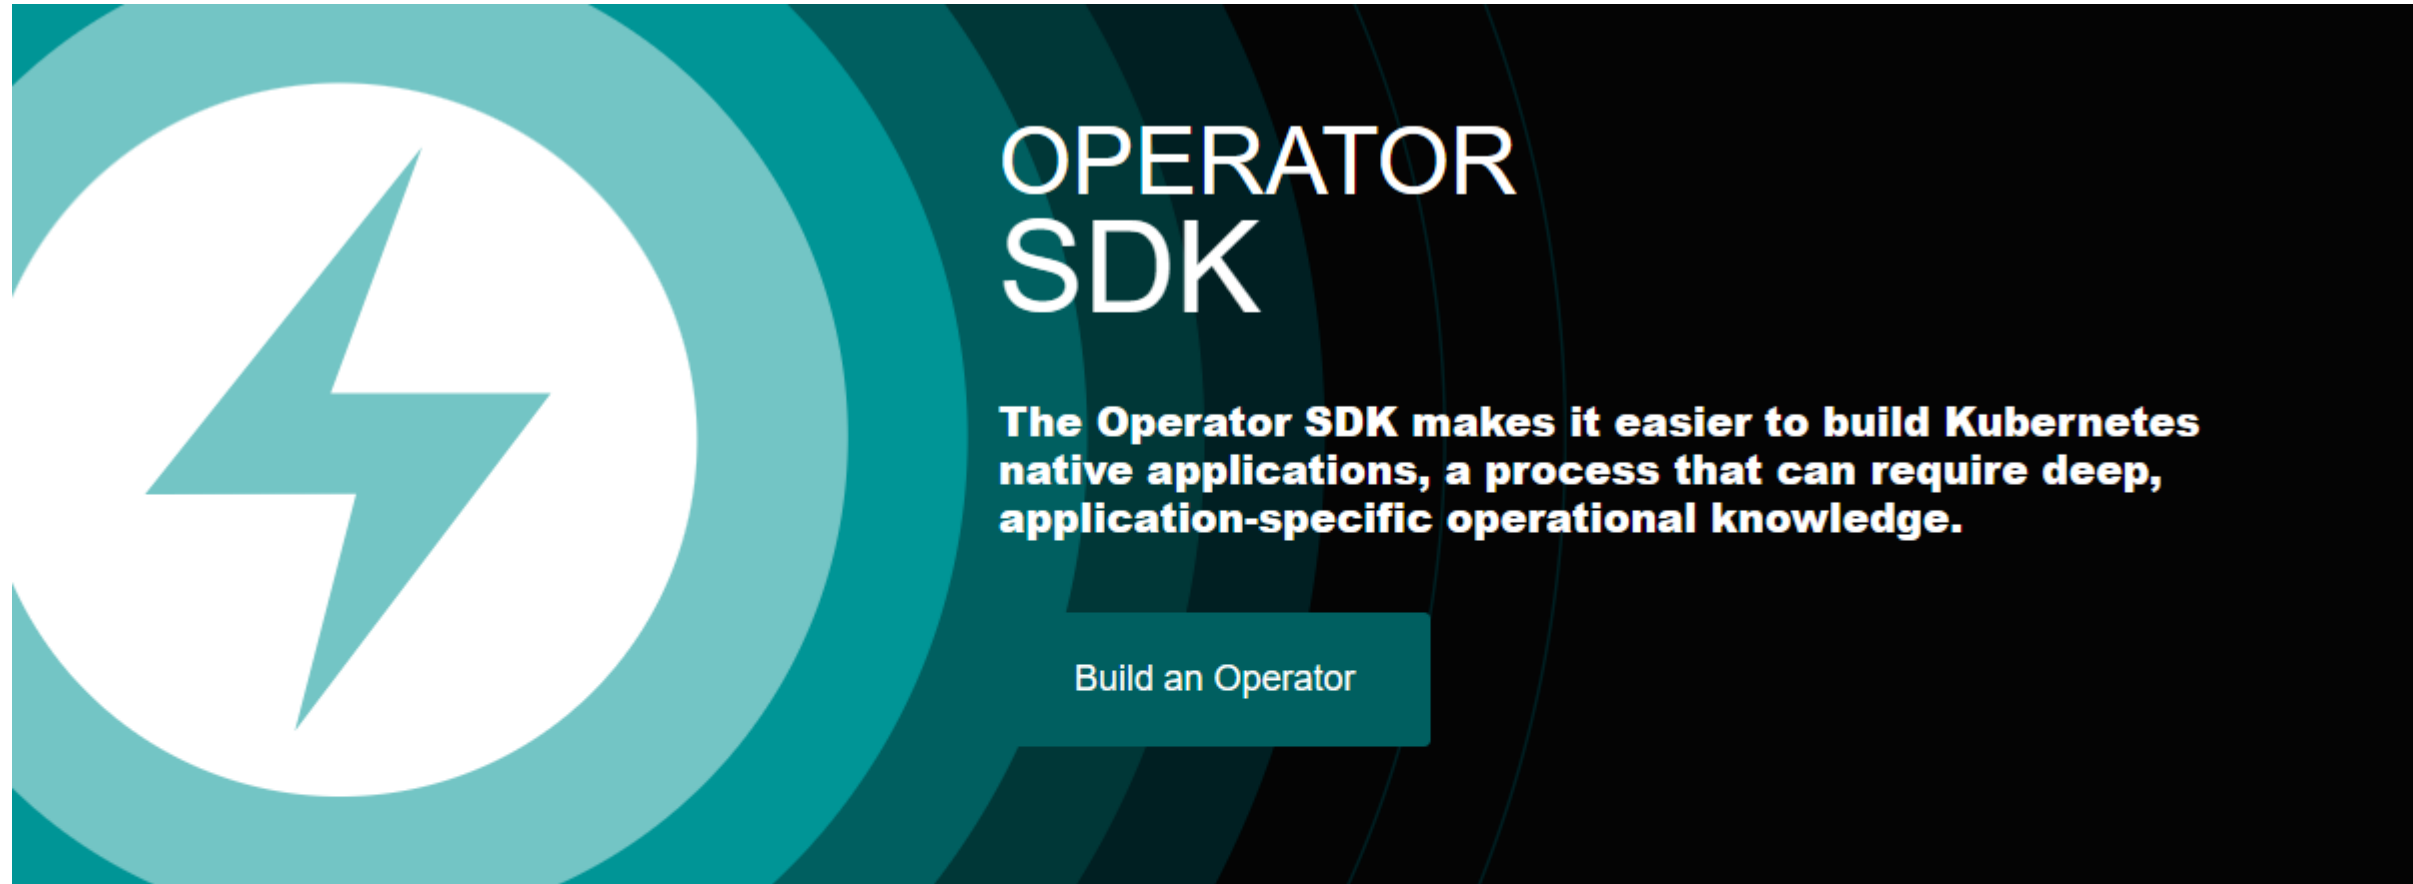 OPERATOR
SDK
The Operator SDK makes it easier to build Kubernetes
native applications, a process that can require deep,
application-specific operational knowledge.
Build an Operator